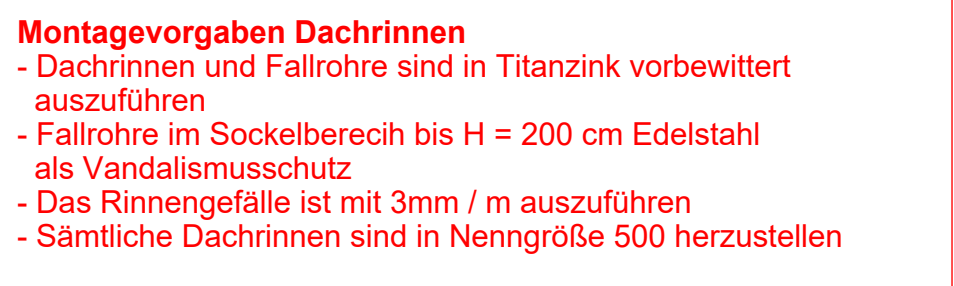 Montagevorgaben Dachrinnen
- Dachrinnen und Fallrohre sind in Titanzink vorbewittert
auszuführen
- Fallrohre im Sockelberecih bis H = 200 cm Edelstahl
als Vandalismusschutz
- Das Rinnengefälle ist mit 3mm / m auszuführen
- Sämtliche Dachrinnen sind in Nenngröße 500 herzustellen